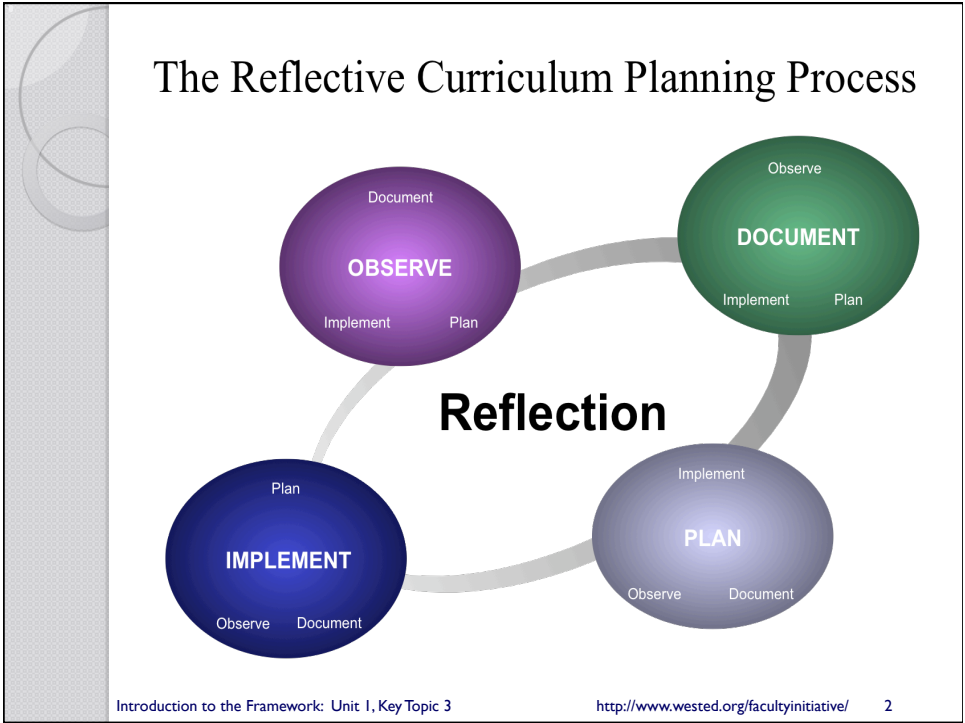 The Reflective Curriculum Planning Process
Document
OBSERVE
Implement Plan
Observe
DOCUMENT
Implement Plan
Reflection
Plan
IMPLEMENT
Observe Document
Implement
PLAN
Observe Document
Introduction to the Framework: Unit 1, Key Topic 3 http://www.wested.org/facultyinitiative/ 2